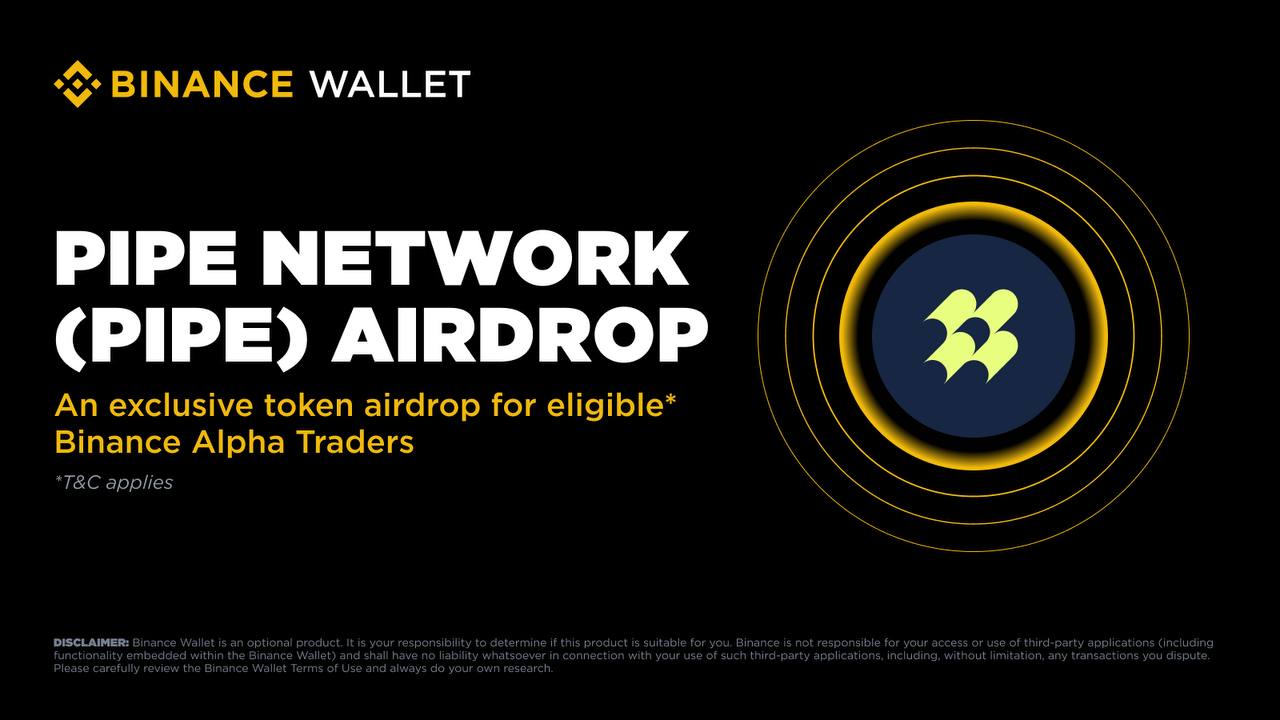 BINANCE WALLET
PIPE NETWORK
(PIPE) AIRDROP
An exclusive token airdrop for eligible*
Binance Alpha Traders
*T&C applies
DISCLAIMER: Binance Wallet is an optional product. It is your responsibility to determine if this product is suitable for you. Binance is not responsible for your access or use of third-party applications (including
functionality embedded within the Binance Wallet) and shall have no liability whatsoever in connection with your use of such third-party applications, including, without limitation, any transactions you dispute.
Please carefully review the Binance Wallet Terms of Use and always do your own research.